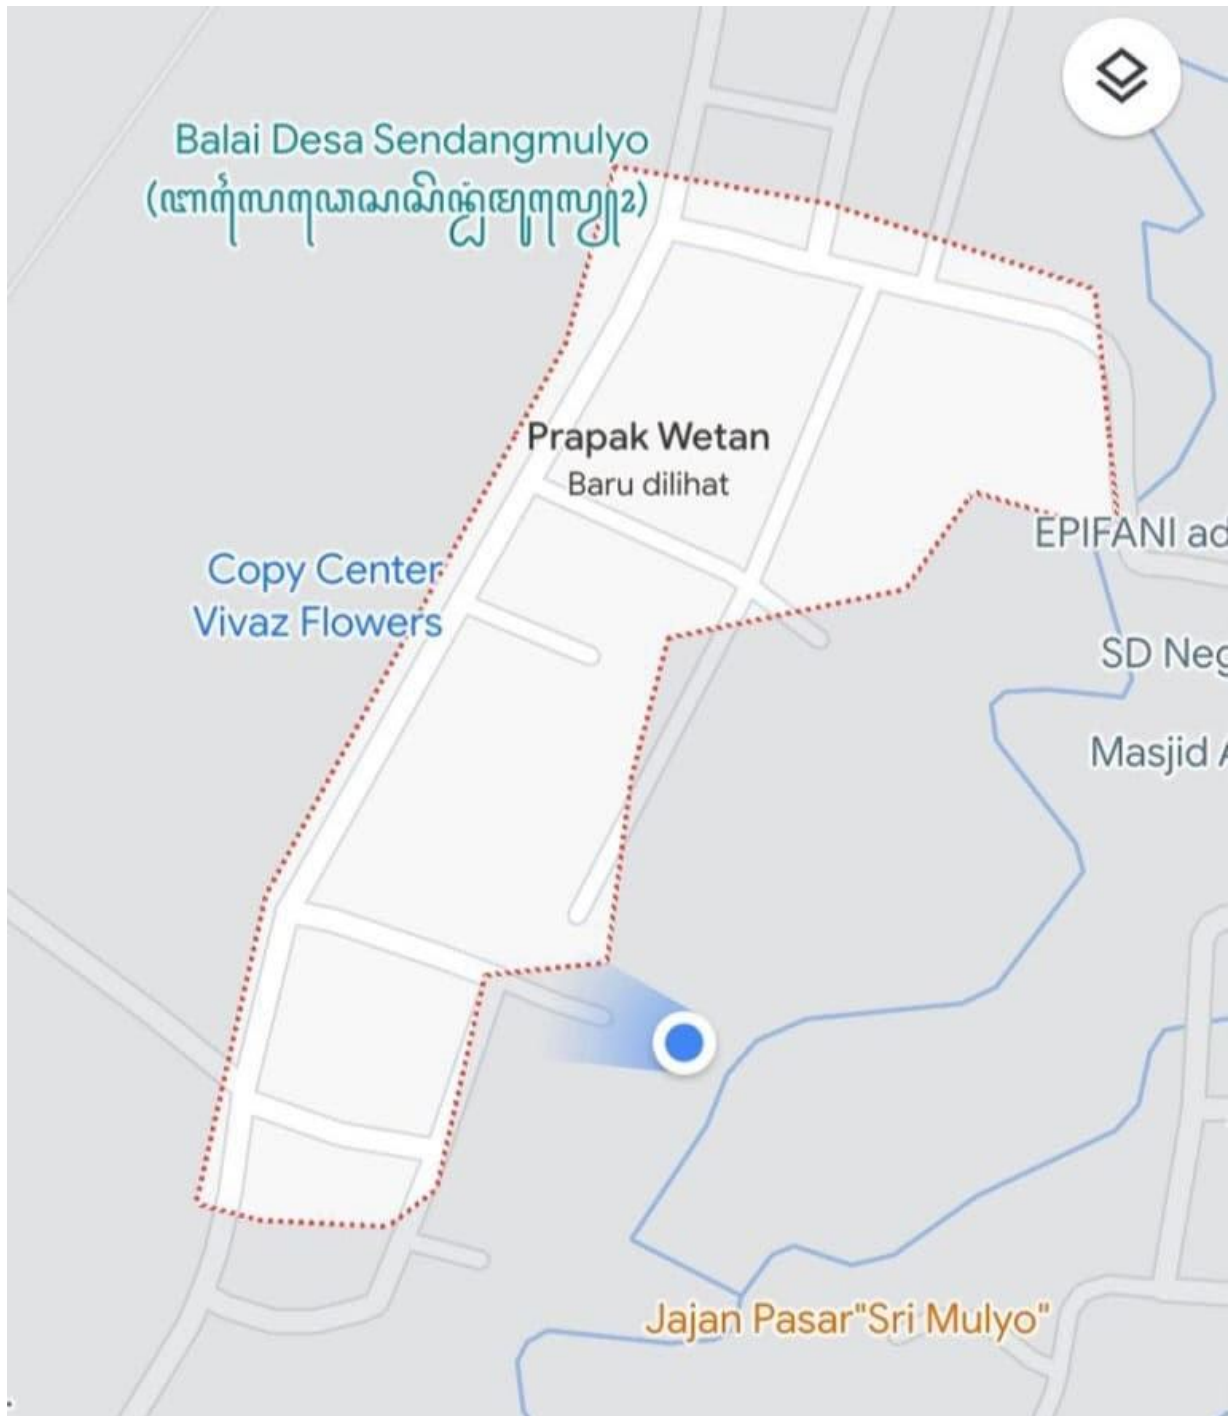 Balai Desa Sendangmulyo
Prapak Wetan
Baru dilihat
Copy Center
Vivaz Flowers
EPIFANI ad
SD Neg
Masjid A
Jajan Pasar"Sri Mulyo"